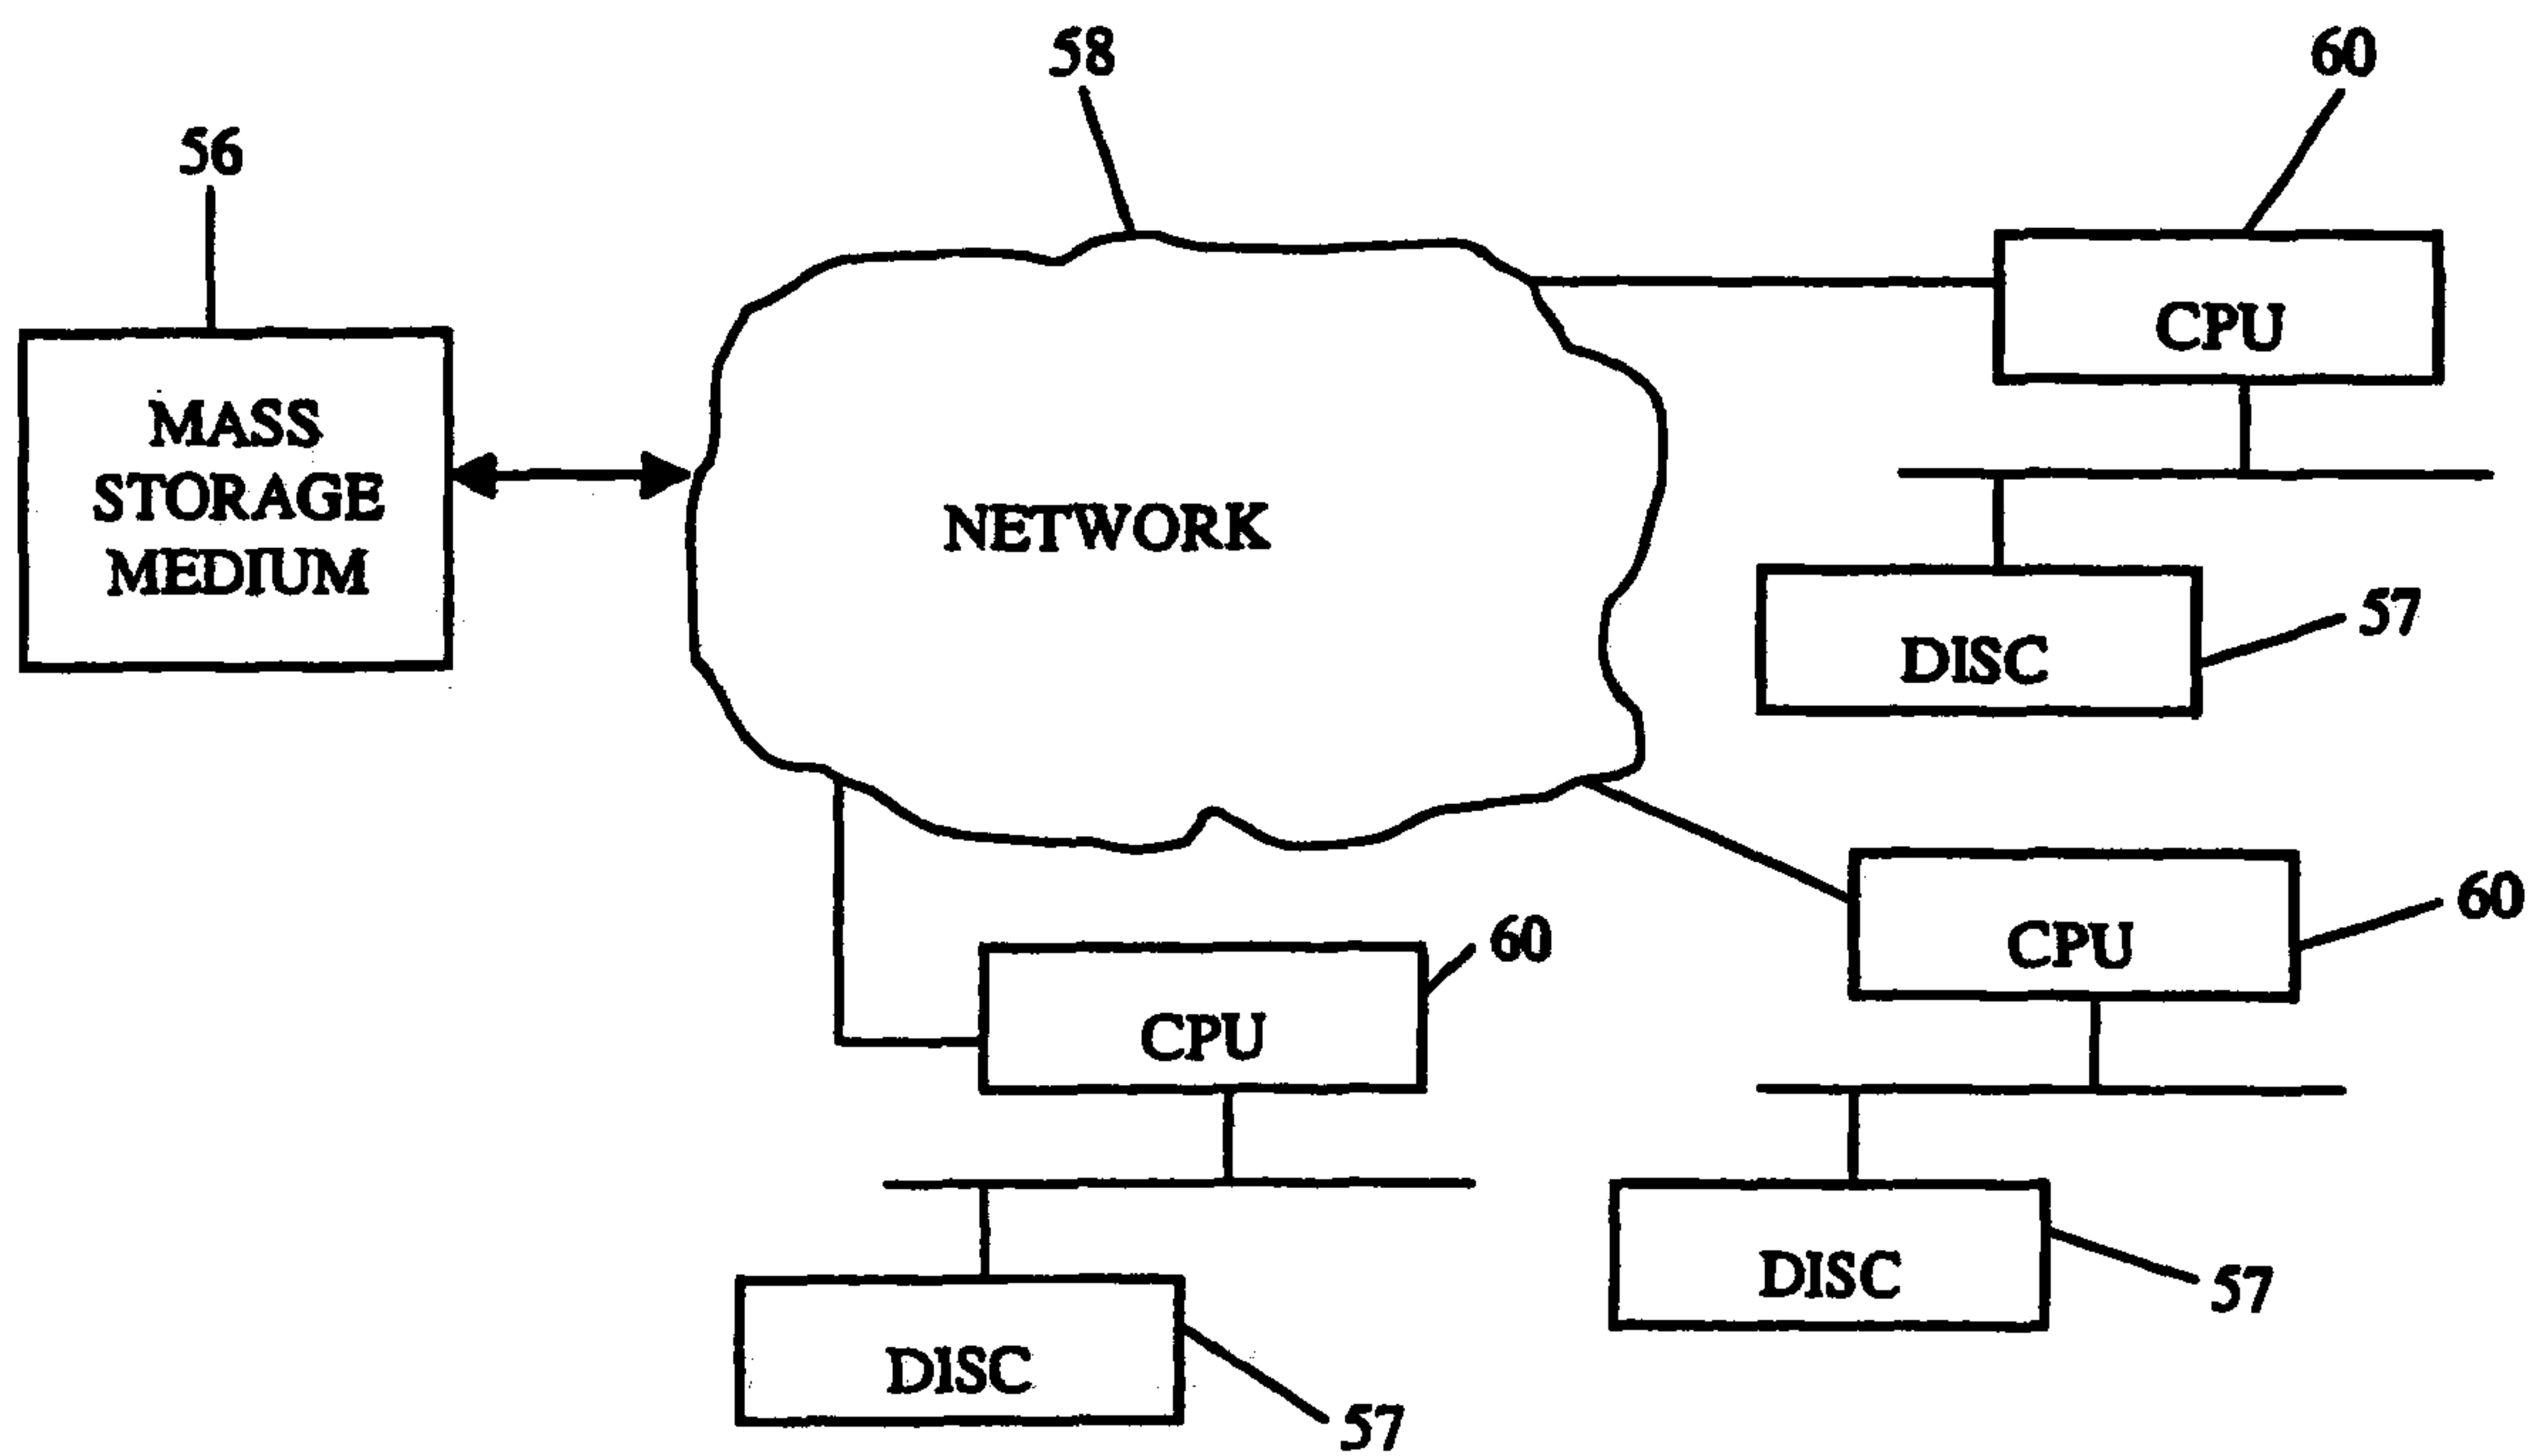 58
60
56
MASS
STORAGE
MEDIUM
NETWORK
CPU
DISC
57
CPU
60
CPU
60
DISC
57
DISC
57